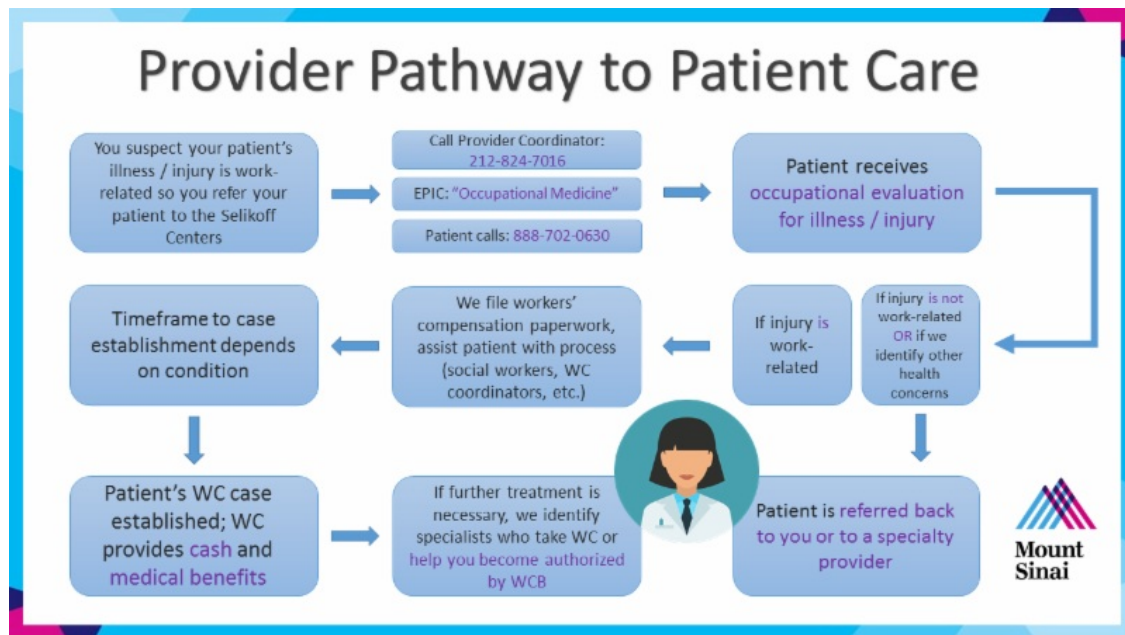 Provider Pathway to Patient Care
You suspect your patient's
illness / injury is work-
related so you refer your
patient to the Selikoff
Centers
Call Provider Coordinator:
212-824-7016
EPIC: "Occupational Medicine"
Patient calls: 888-702-0630
Patient receives
occupational evaluation
for illness / injury
If injury is not
work-related
OR if we
identify other
health
concerns
If injury is
work-
related
We file workers'
compensation paperwork,
assist patient with process
(social workers, WC
coordinators, etc.)
Timeframe to case
establishment depends
on condition
Patient's WC case
established; WC
provides cash and
medical benefits
If further treatment is
necessary, we identify
specialists who take WC or
help you become authorized
by WCB
Patient is referred back
to you or to a specialty
provider
Mount
Sinai